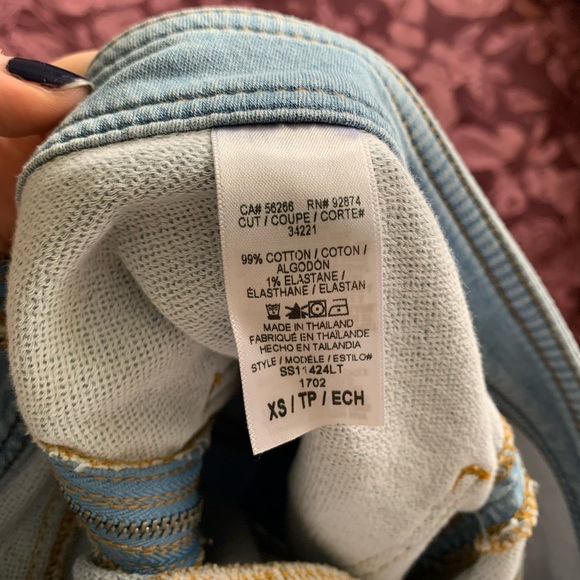 CA# 56266 RN# 92874
CUT / COUPE / CORTE#
34221
99% COTTON / COTON /
ALGODÓN
1% ELASTANE /
ÉLASTHANE / ELASTAN
MADE IN THAILAND
FABRIQUÉ EN THAÏLANDE
HECHO EN TAILANDIA
STYLE / MODÈLE / ESTILO#
SS11424LT
1702
XS / TP / ECH